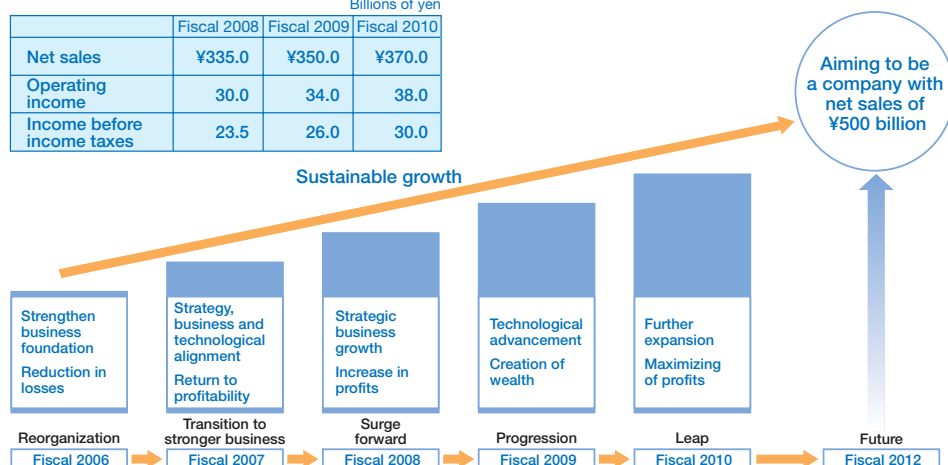 Billions of yen
Fiscal 2008 Fiscal 2009 Fiscal 2010
Net sales ¥335.0 ¥350.0 ¥370.0
Operating
income 30.0 34.0 38.0
Income before
income taxes 23.5 26.0 30.0
Aiming to be
a company with
net sales of
¥500 billion
Sustainable growth
Strengthen
business
foundation
Reduction in
losses
Strategy,
business and
technological
alignment
Return to
profitability
Strategic
business
growth
Increase in
profits
Technological
advancement
Creation of
wealth
Further
expansion
Maximizing
of profits
Reorganization
Transition to
stronger business
Surge
forward
Progression
Leap
Future
Fiscal 2006
Fiscal 2007
Fiscal 2008
Fiscal 2009
Fiscal 2010
Fiscal 2012